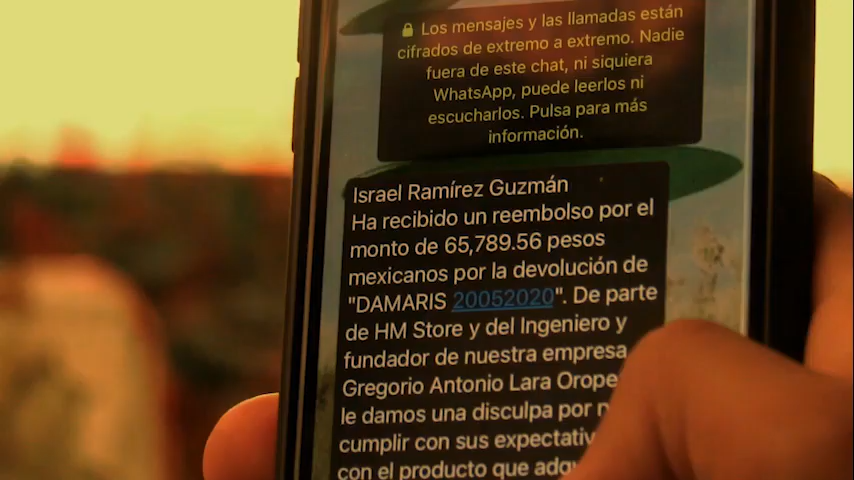 Los mensajes y las llamadas están
cifrados de extremo a extremo. Nadie
fuera de este chat, ni siquiera
WhatsApp, puede leerlos ni
escucharlos. Pulsa para más
información.
Israel Ramírez Guzmán
Ha recibido un reembolso por el
monto de 65,789.56 pesos
mexicanos por la devolución de
"DAMARIS 20052020". De parte
de HM Store y del Ingeniero y
fundador de nuestra empresa
Gregorio Antonio Lara
le damos una disculpa por
cumplir con sus
con el producto que